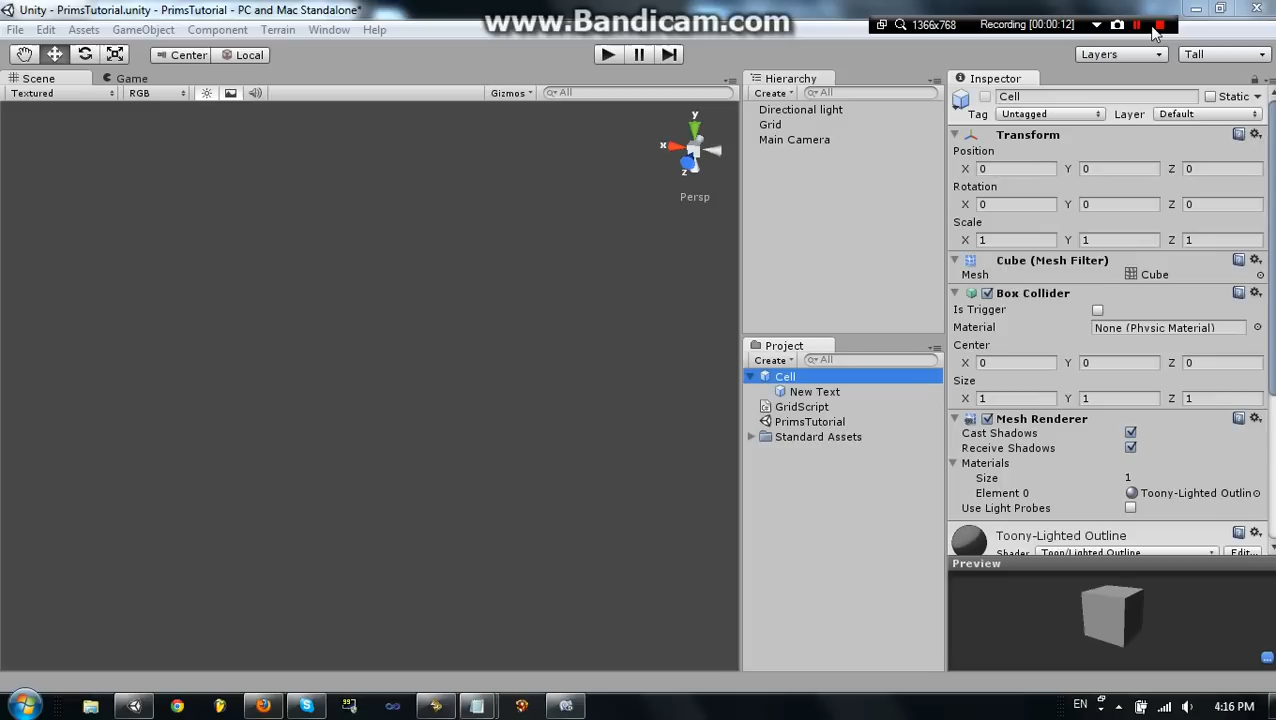 Unity - PrimsTutorial.unity - PrimsTutorial - PC and Mac Standalone*
www.Bandicam.com
1366x768
Recording [00:00:12]
File Edit Assets GameObject Component Terrain Window Help
Center Local
Layers
Tall
Scene Game
Textured RGB Gizmos All
Hierarchy
Create All
Directional light
Grid
Main Camera
y
x
z
Persp
Project
Create All
Cell
New Text
GridScript
PrimsTutorial
Standard Assets
Inspector
Cell Static
Tag Untagged Layer Default
Transform
Position
X 0 Y 0 Z 0
Rotation
X 0 Y 0 Z 0
Scale
X 1 Y 1 Z 1
Cube (Mesh Filter)
Mesh Cube
Box Collider
Is Trigger
Material None (Physic Material)
Center
X 0 Y 0 Z 0
Size
X 1 Y 1 Z 1
Mesh Renderer
Cast Shadows
Receive Shadows
Materials
Size 1
Element 0 Toony-Lighted Outlin
Use Light Probes
Toony-Lighted Outline
Shader Toon/Lighted Outline Edit...
Preview
EN
4:16 PM